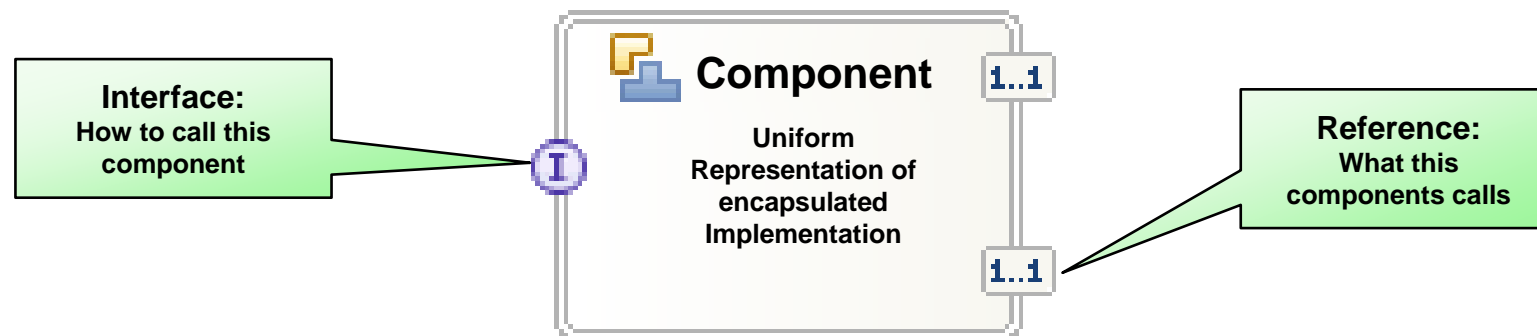 Interface:
How to call this
component
I
Component
Uniform
Representation of
encapsulated
Implementation
1..1
1..1
Reference:
What this
components calls